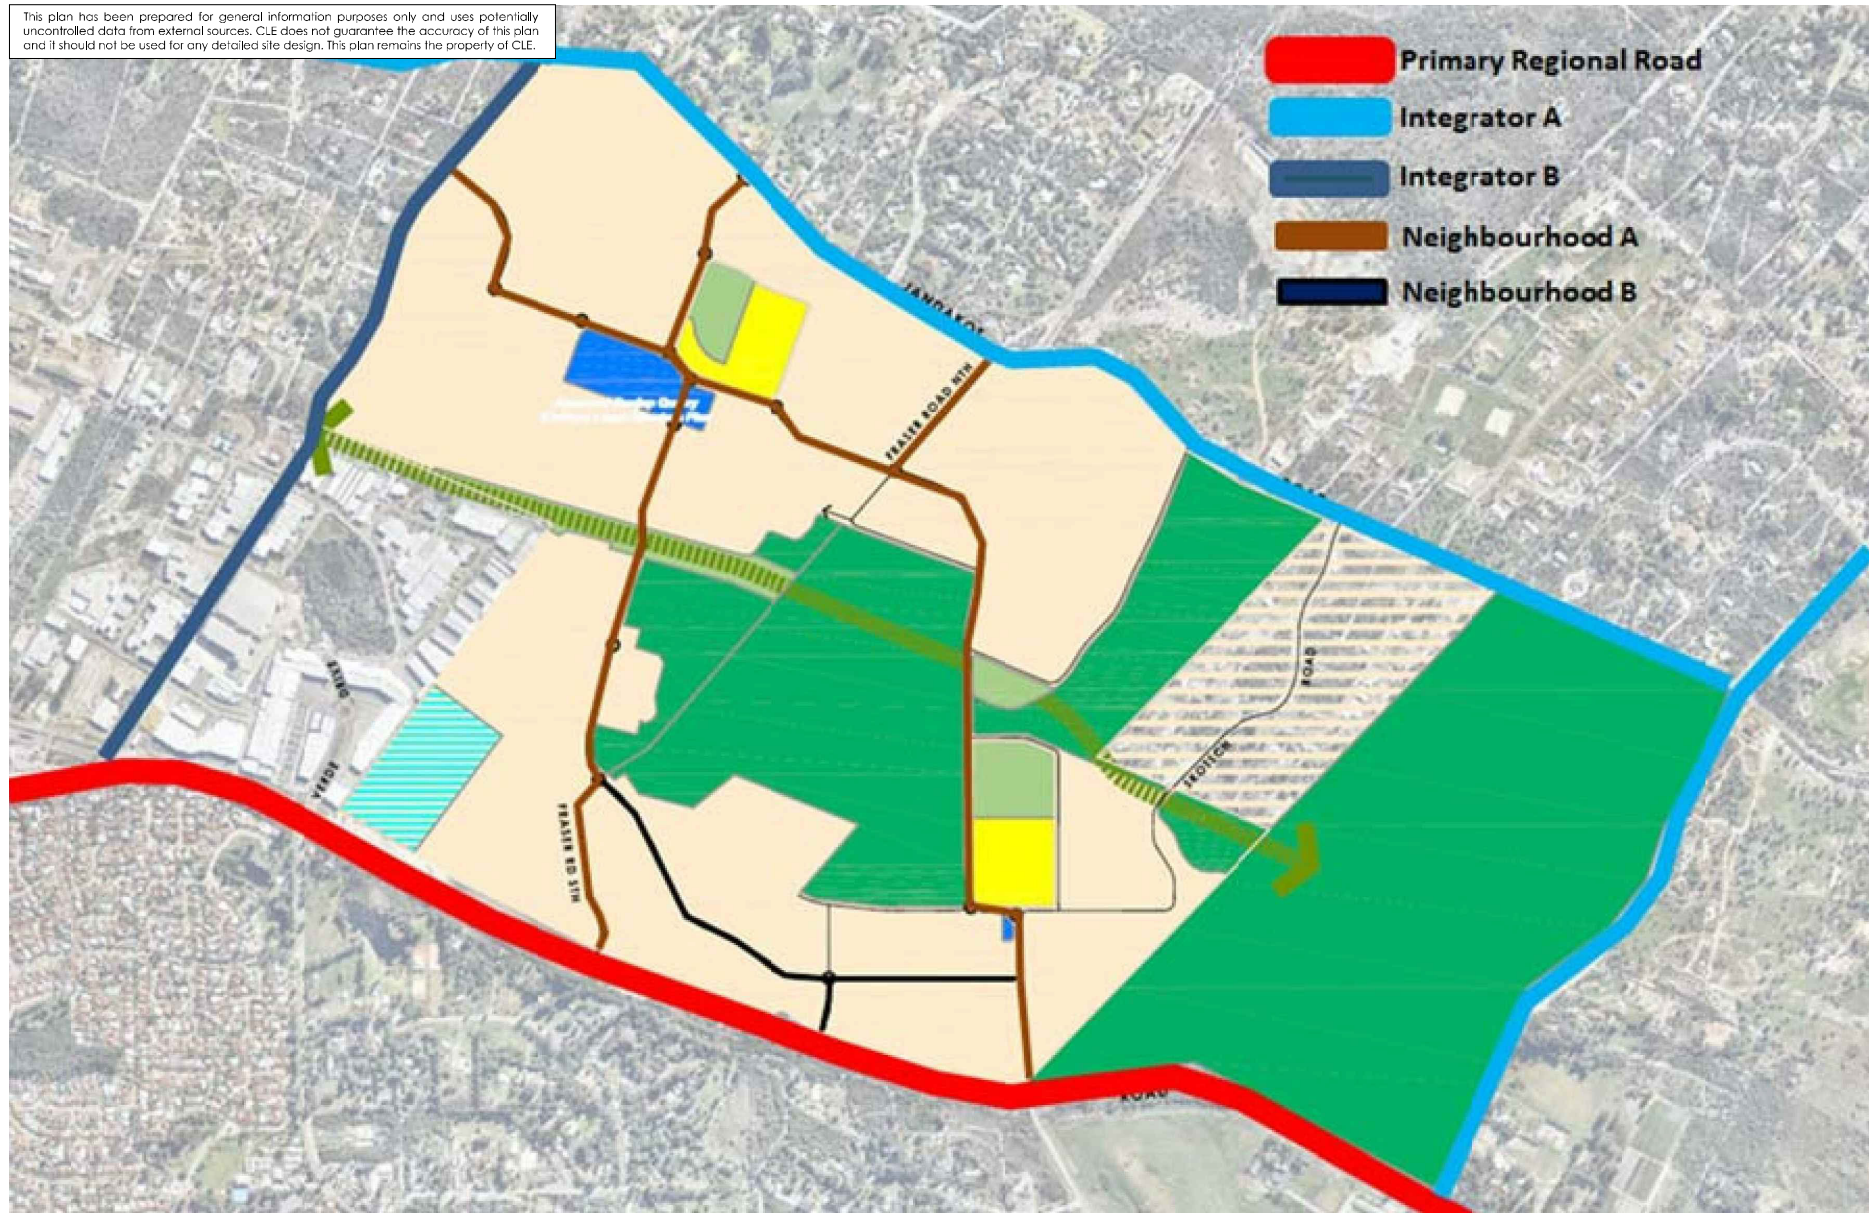 This plan has been prepared for general information purposes only and uses potentially
uncontrolled data from external sources. CLE does not guarantee the accuracy of this plan
and it should not be used for any detailed site design. This plan remains the property of CLE.
Primary Regional Road
Integrator A
Integrator B
Neighbourhood A
Neighbourhood B
JANDAKOT
FRASER ROAD NTH
ROAD
SKOTSCH
DRIVE
VERDE
FRASER RD STH
ROAD